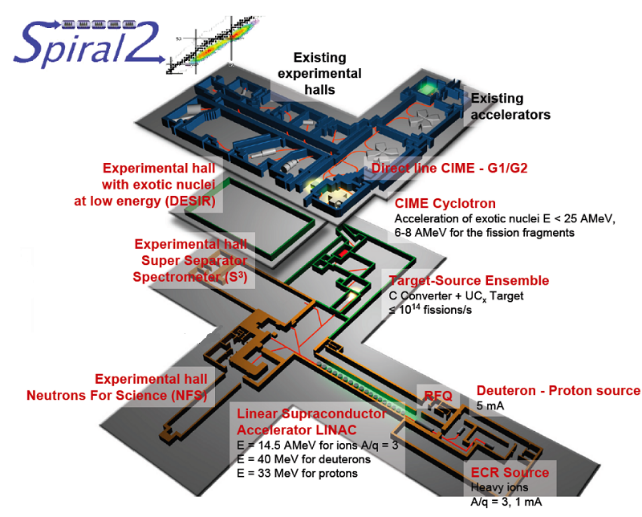 Spiral2
Existing
experimental
halls
Existing
accelerators
Direct line CIME - G1/G2
Experimental hall
with exotic nuclei
at low energy (DESIR)
CIME Cyclotron
Acceleration of exotic nuclei E < 25 AMeV,
6-8 AMeV for the fission fragments
Experimental hall
Super Separator
Spectrometer (S³)
Target-Source Ensemble
C Converter + UCₓ Target
≤ 10¹⁴ fissions/s
Experimental hall
Neutrons For Science (NFS)
RFQ
Deuteron - Proton source
5 mA
Linear Supraconductor
Accelerator LINAC
E = 14.5 AMeV for ions A/q = 3
E = 40 MeV for deuterons
E = 33 MeV for protons
ECR Source
Heavy ions
A/q = 3, 1 mA